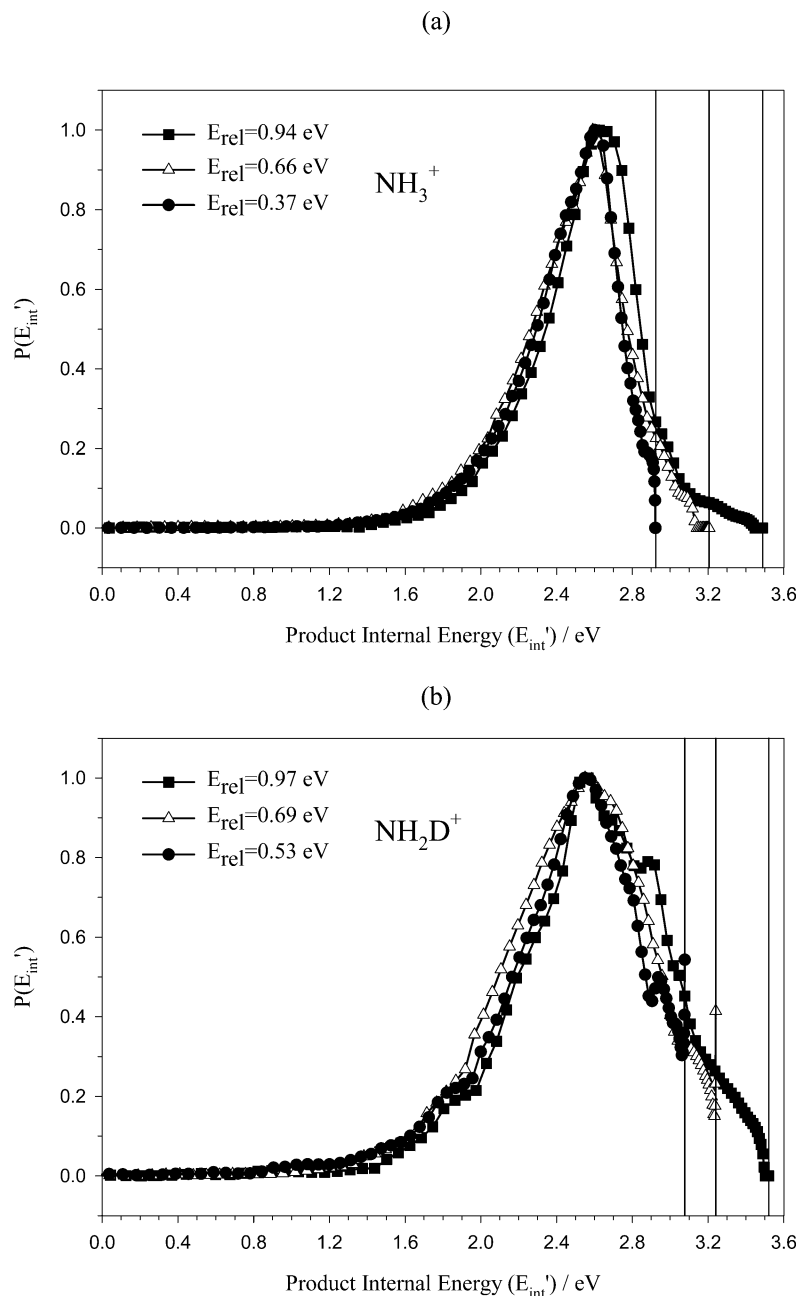 (a)
E_rel=0.94 eV
E_rel=0.66 eV
E_rel=0.37 eV
NH₃⁺
P(E_int')
1.0
0.8
0.6
0.4
0.2
0.0
0.0 0.4 0.8 1.2 1.6 2.0 2.4 2.8 3.2 3.6
Product Internal Energy (E_int') / eV
(b)
E_rel=0.97 eV
E_rel=0.69 eV
E_rel=0.53 eV
NH₂D⁺
P(E_int')
1.0
0.8
0.6
0.4
0.2
0.0
0.0 0.4 0.8 1.2 1.6 2.0 2.4 2.8 3.2 3.6
Product Internal Energy (E_int') / eV